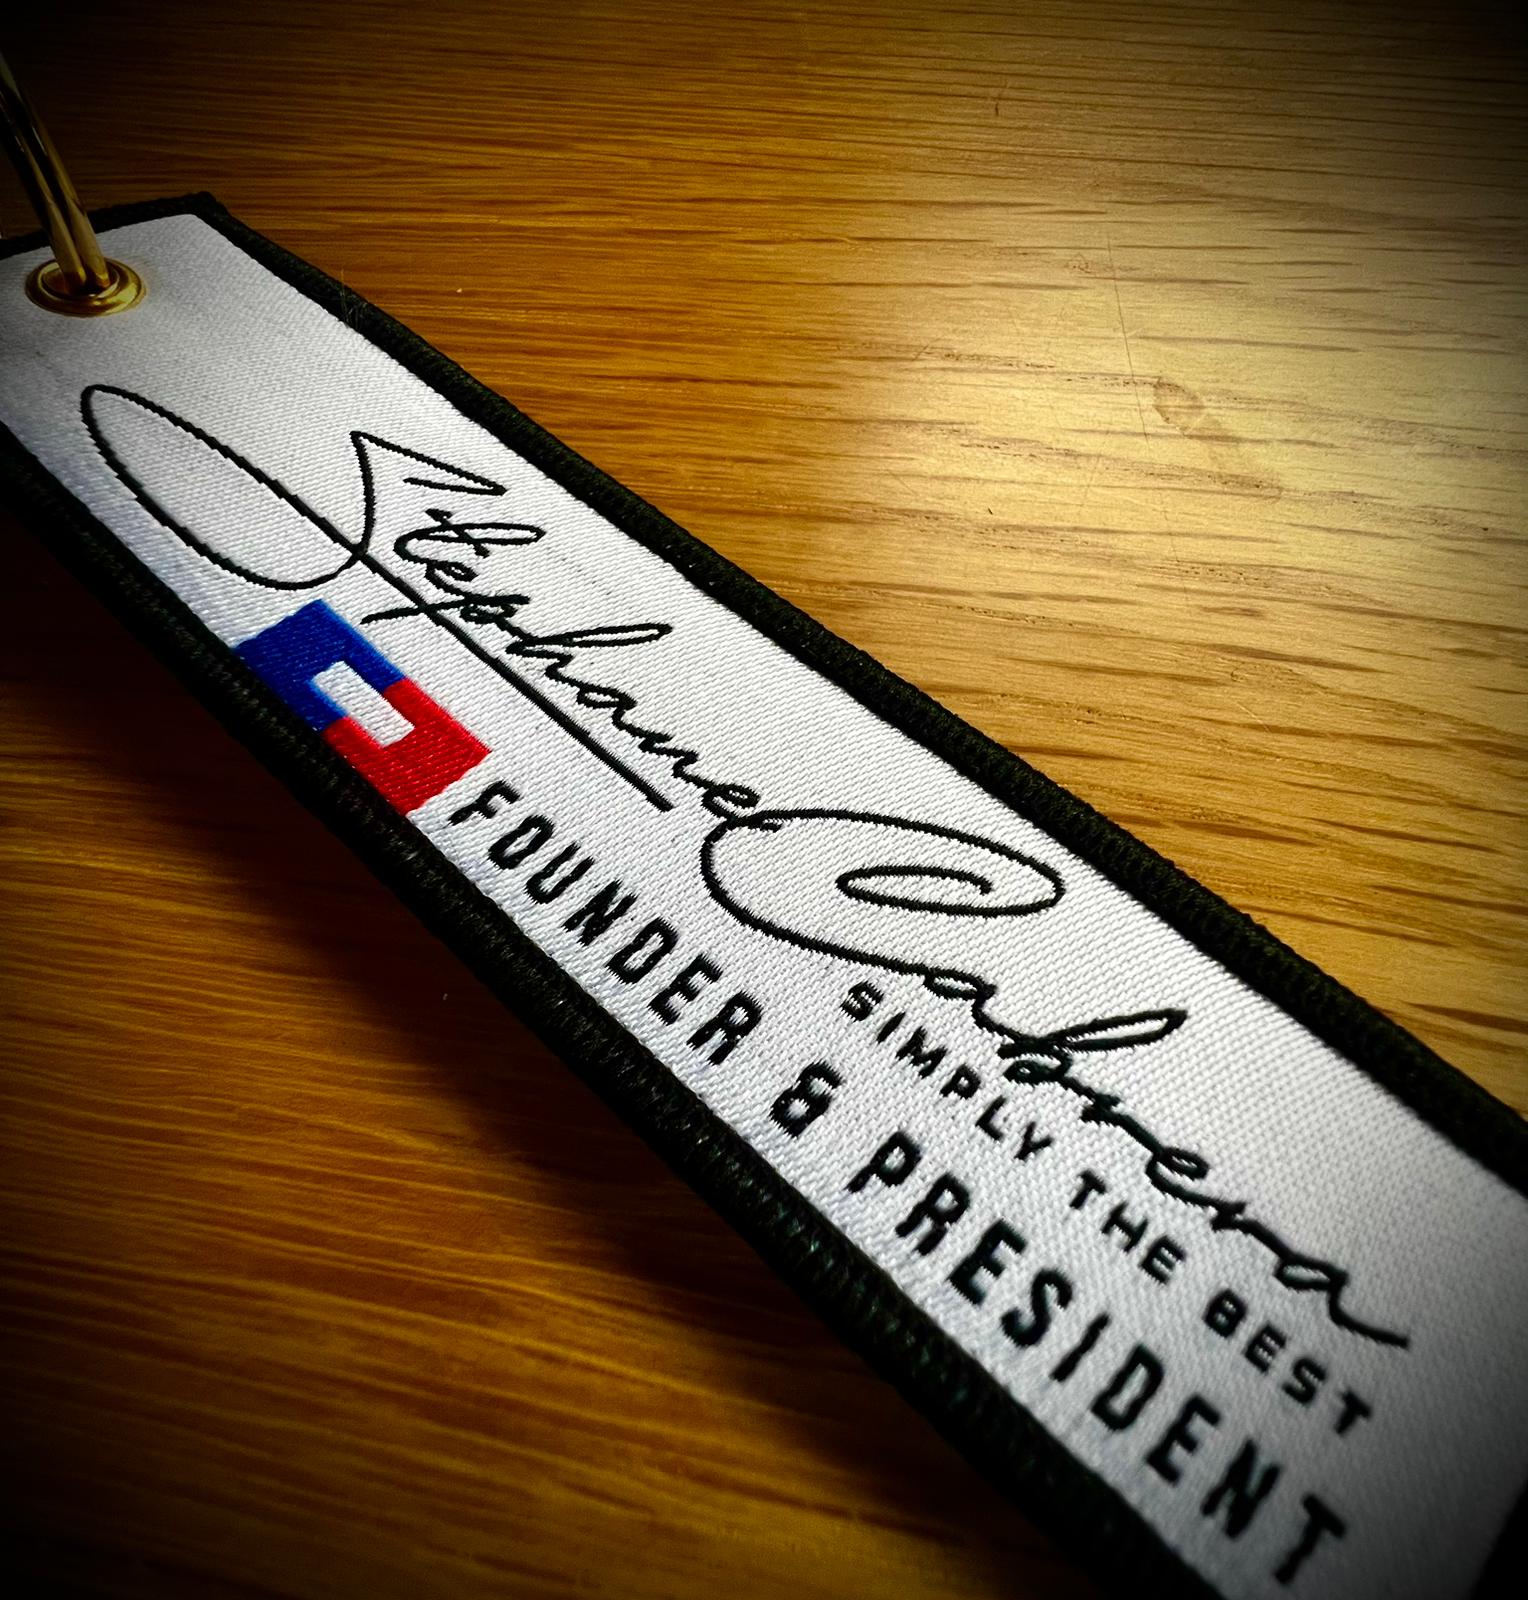 Stephane Cabrera
SIMPLY THE BEST
FOUNDER & PRESIDENT